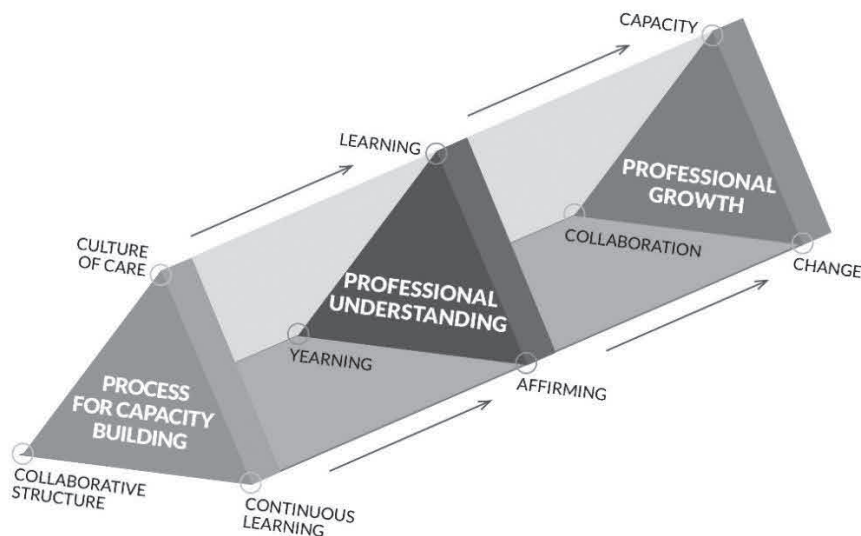 CAPACITY
LEARNING
PROFESSIONAL
GROWTH
COLLABORATION
CHANGE
CULTURE
OF CARE
PROFESSIONAL
UNDERSTANDING
YEARNING
AFFIRMING
PROCESS
FOR CAPACITY
BUILDING
COLLABORATIVE
STRUCTURE
CONTINUOUS
LEARNING